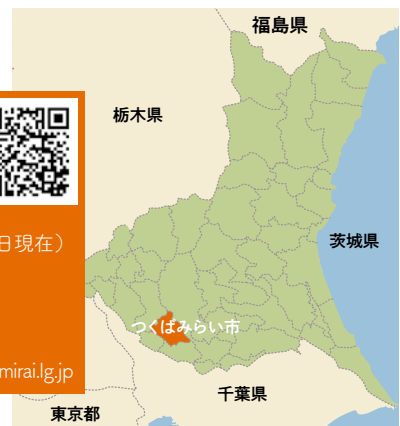 福島県
栃木県
日現在）
茨城県
つくばみらい市
mirai.lg.jp
千葉県
東京都